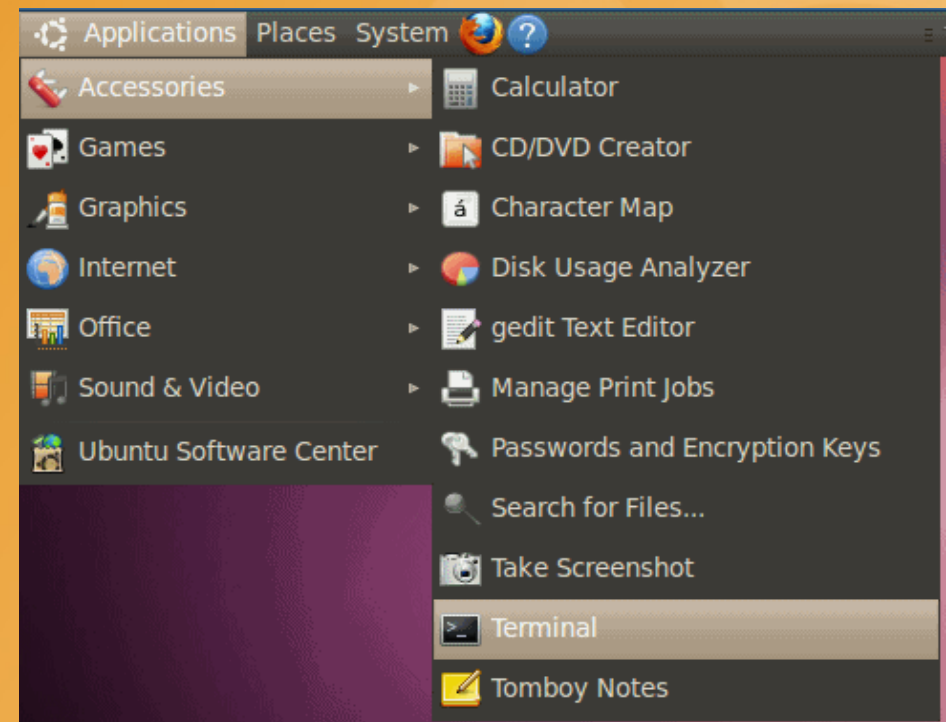 Applications Places System
Accessories
Games
Graphics
Internet
Office
Sound & Video
Ubuntu Software Center
Calculator
CD/DVD Creator
á Character Map
Disk Usage Analyzer
gedit Text Editor
Manage Print Jobs
Passwords and Encryption Keys
Search for Files...
Take Screenshot
Terminal
Tomboy Notes